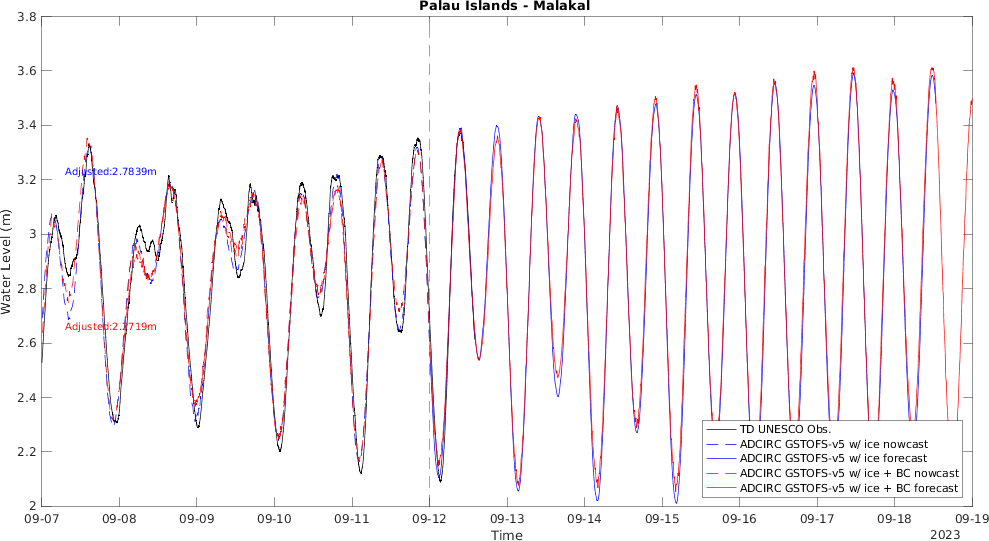 Palau Islands - Malakal
Water Level (m)
3.8
3.6
3.4
3.2
3
2.8
2.6
2.4
2.2
2
Adjusted:2.7839m
Adjusted:2.2719m
TD UNESCO Obs.
ADCIRC GSTOFS-v5 w/ ice nowcast
ADCIRC GSTOFS-v5 w/ ice forecast
ADCIRC GSTOFS-v5 w/ ice + BC nowcast
ADCIRC GSTOFS-v5 w/ ice + BC forecast
09-07 09-08 09-09 09-10 09-11 09-12 09-13 09-14 09-15 09-16 09-17 09-18 09-19
Time
2023